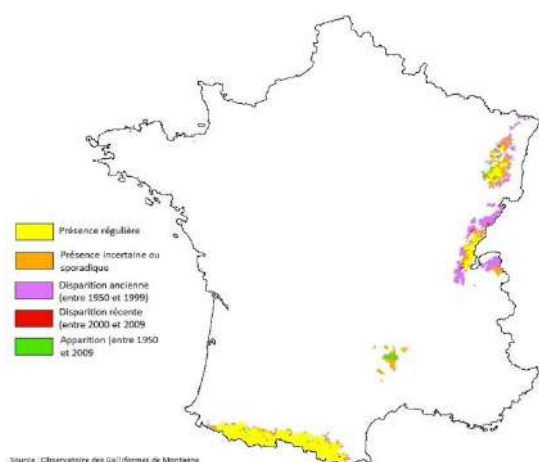 Présence régulière
Présence incertaine ou
sporadique
Disparition ancienne
(entre 1950 et 1999)
Disparition récente
(entre 2000 et 2009
Apparition (entre 1950
et 2009
Source : Observatoire des Galliformes de Montagne